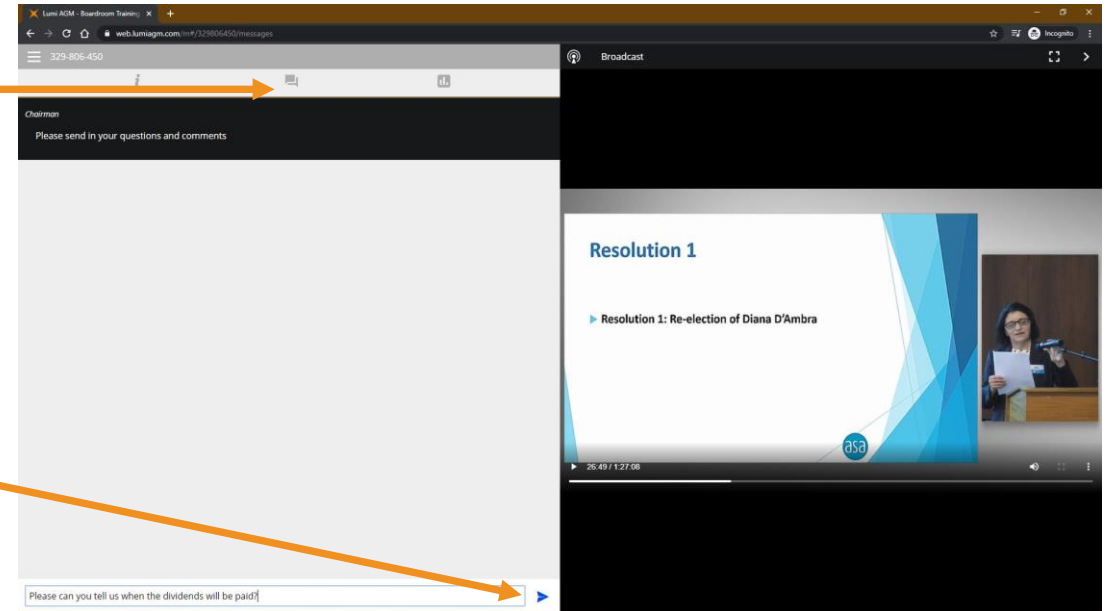 Lumi AGM - Boardroom Training
web.lumiagm.com/m#/329806450/messages
Incognito
329-806-450
Broadcast
Chairman
Please send in your questions and comments
Resolution 1
Resolution 1: Re-election of Diana D'Ambra
asa
26:49 / 1:27:08
Please can you tell us when the dividends will be paid?